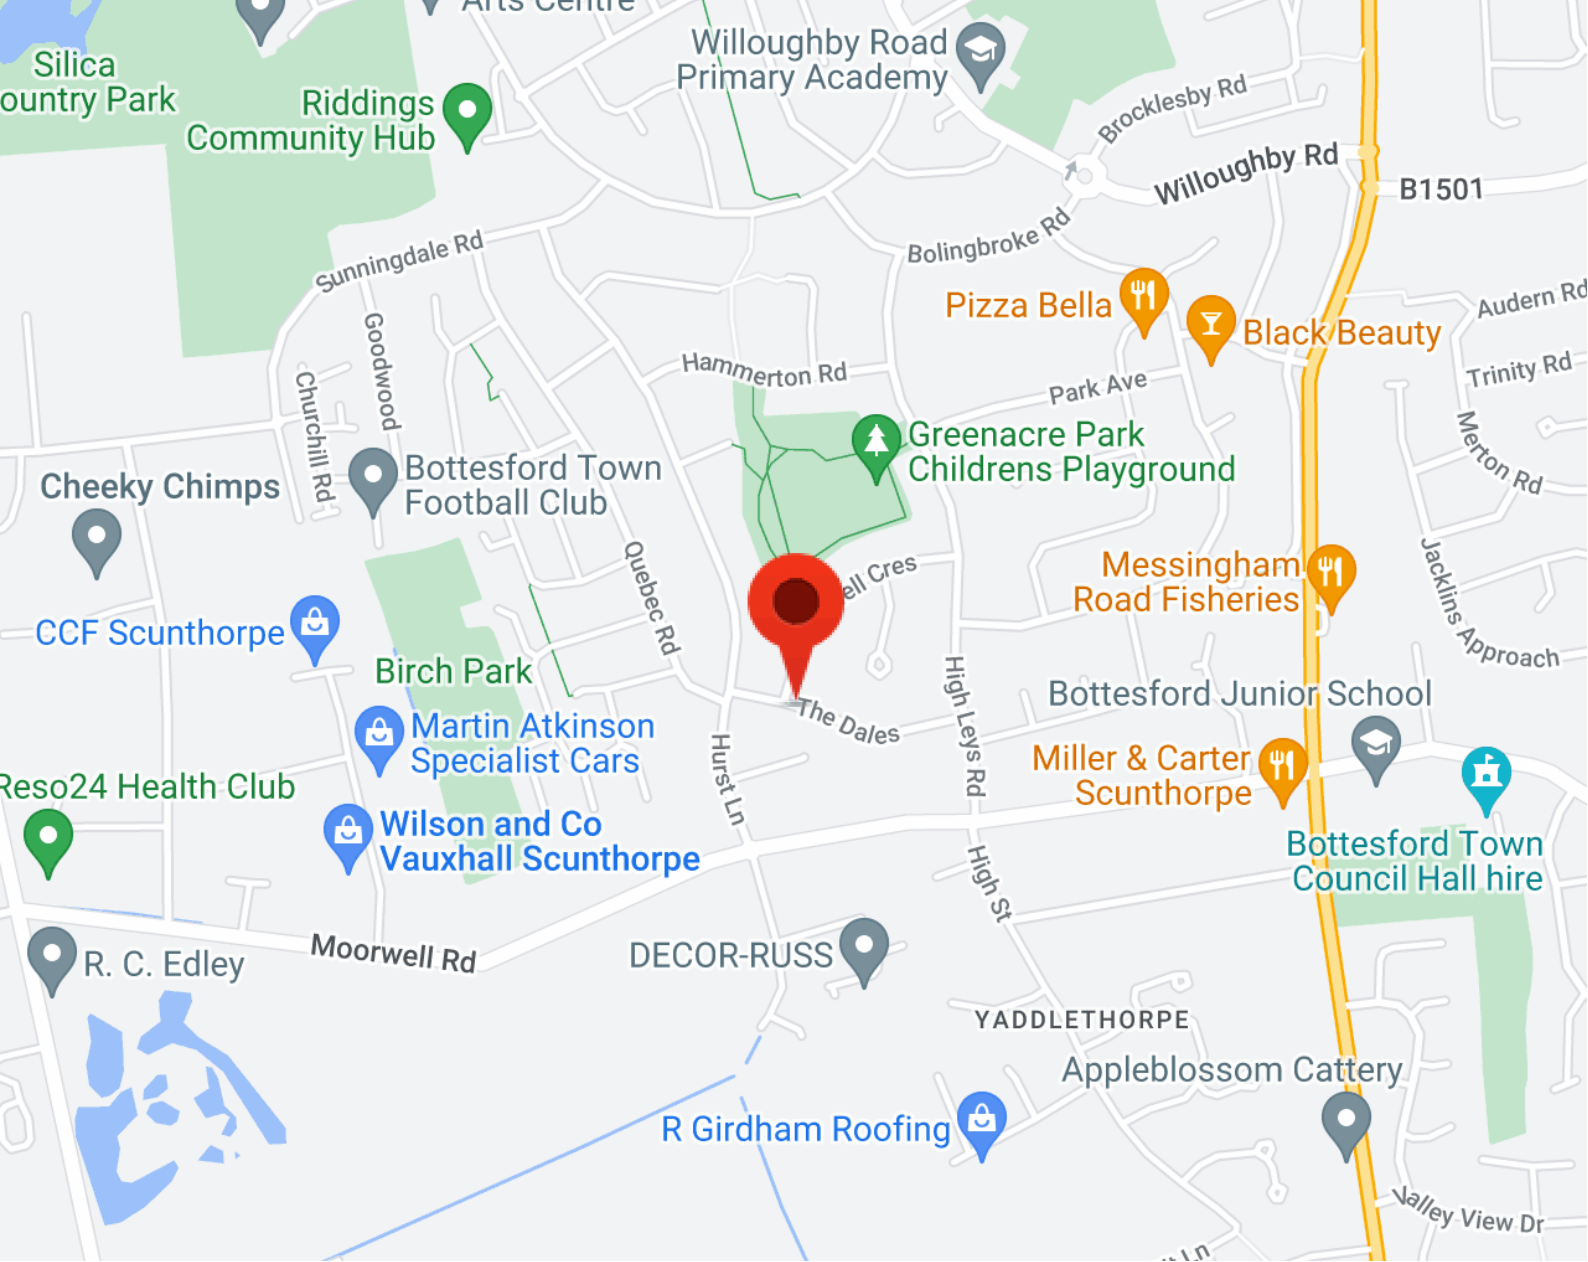 Arts Centre
Willoughby Road
Primary Academy
Silica
ountry Park
Riddings
Community Hub
Brocklesby Rd
Willoughby Rd
B1501
Sunningdale Rd
Bolingbroke Rd
Pizza Bella
Black Beauty
Audern Rd
Goodwood
Churchill Rd
Hammerton Rd
Park Ave
Trinity Rd
Merton Rd
Greenacre Park
Childrens Playground
Cheeky Chimps
Bottesford Town
Football Club
Quebec Rd
ell Cres
Messingham
Road Fisheries
Jacklins Approach
CCF Scunthorpe
Birch Park
High Leys Rd
Bottesford Junior School
The Dales
Martin Atkinson
Specialist Cars
Hurst Ln
Miller & Carter
Scunthorpe
Reso24 Health Club
Wilson and Co
Vauxhall Scunthorpe
Bottesford Town
Council Hall hire
High St
Moorwell Rd
DECOR-RUSS
R. C. Edley
YADDLETHORPE
Appleblossom Cattery
R Girdham Roofing
Valley View Dr
Ln